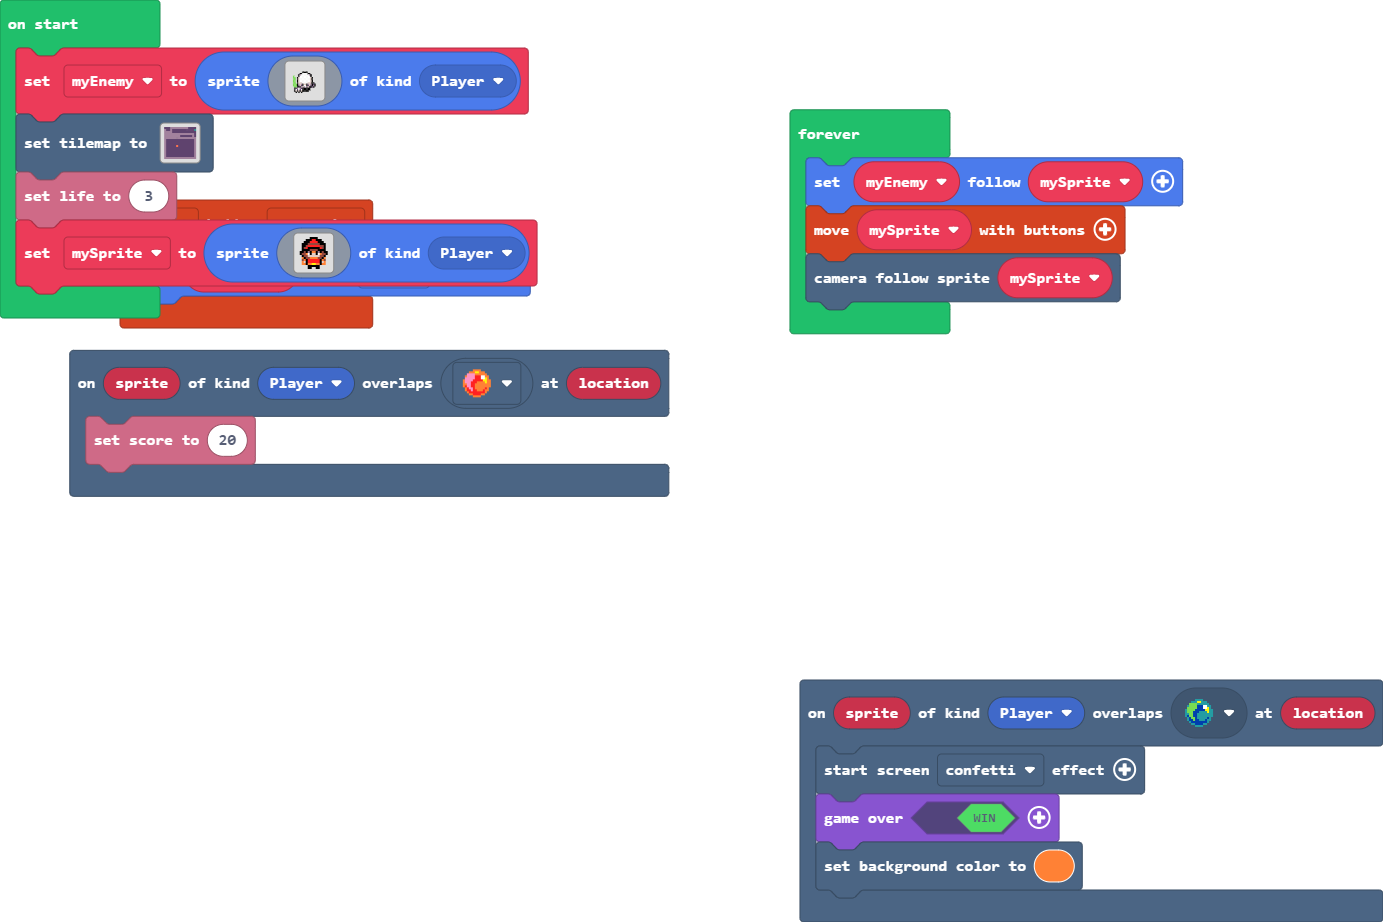 on start
set myEnemy to sprite of kind Player
set tilemap to
set life to 3
set mySprite to sprite of kind Player
on sprite of kind Player overlaps at location
set score to 20
forever
set myEnemy follow mySprite
move mySprite with buttons
camera follow sprite mySprite
on sprite of kind Player overlaps at location
start screen confetti effect
game over WIN
set background color to